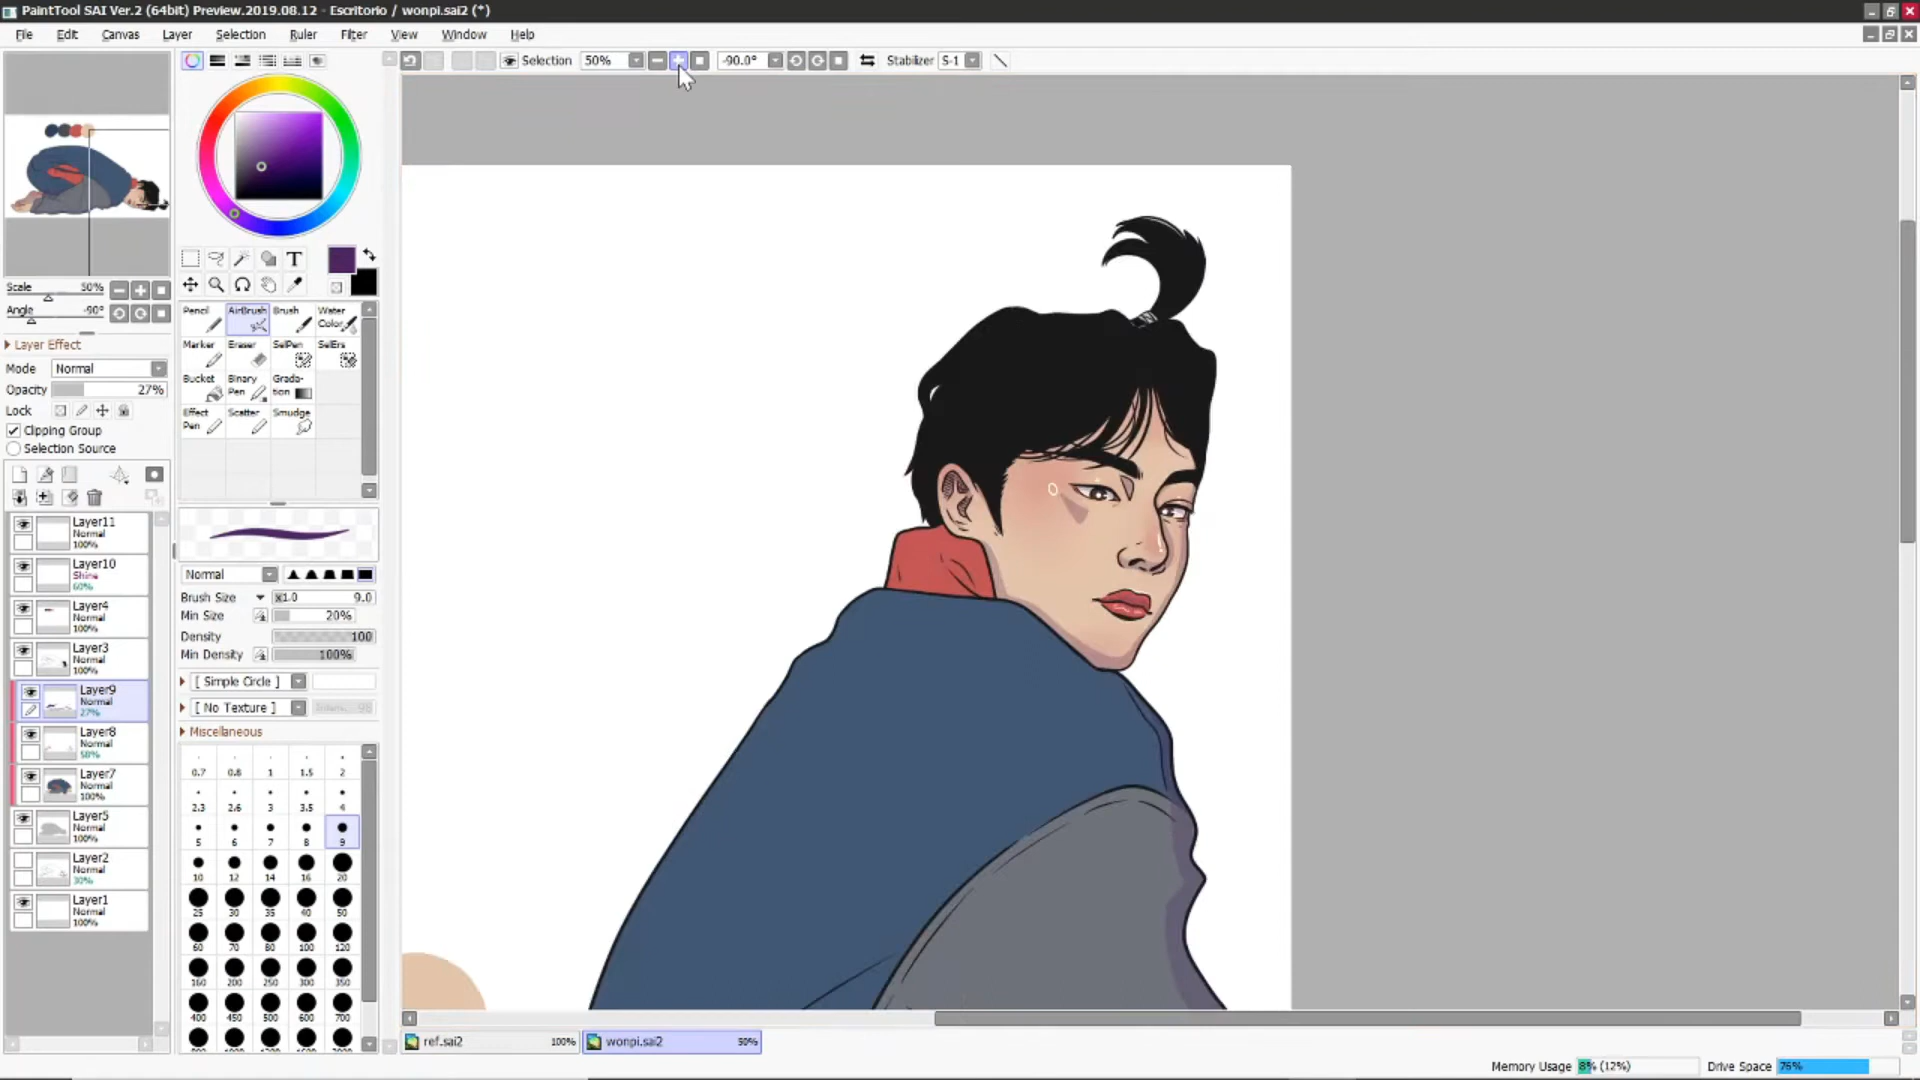 PaintTool SAI Ver.2 (64bit) Preview.2019.08.12 - Escritorio / wonpi.sai2 (*)
File Edit Canvas Layer Selection Ruler Filter View Window Help
Selection 50% -90.0° Stabilizer S-1
Scale 50%
Angle -90°
Layer Effect
Mode Normal
Opacity 27%
Lock
Clipping Group
Selection Source
Layer11
Normal
100%
Layer10
Shine
60%
Layer4
Normal
100%
Layer3
Normal
100%
Layer9
Normal
27%
Layer8
Normal
58%
Layer7
Normal
100%
Layer5
Normal
100%
Layer2
Normal
30%
Layer1
Normal
100%
T
Pencil AirBrush Brush Water Color
Marker Eraser SelPen SelErs
Bucket Binary Pen Grada-tion
Effect Pen Scatter Smudge
Normal
Brush Size x1.0 9.0
Min Size 20%
Density 100
Min Density 100%
[ Simple Circle ]
[ No Texture ]
Miscellaneous
0.7 0.8 1 1.5 2
2.3 2.6 3 3.5 4
5 6 7 8 9
10 12 14 16 20
25 30 35 40 50
60 70 80 100 120
160 200 250 300 350
400 450 500 600 700
ref.sai2 100% wonpi.sai2 50%
Memory Usage 8% (12%) Drive Space 76%